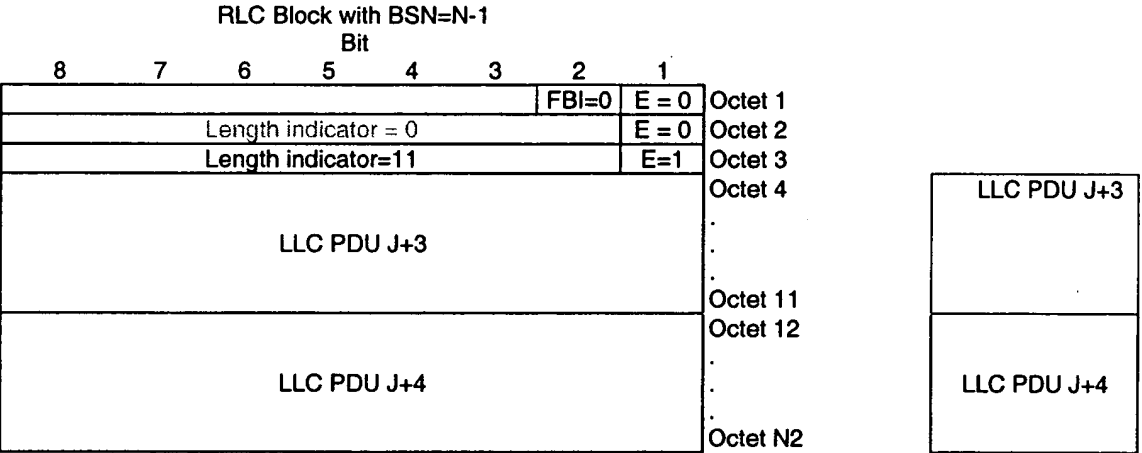 RLC Block with BSN=N-1
Bit
8 7 6 5 4 3 2 1
FBI=0 E = 0 Octet 1
Length indicator = 0 E = 0 Octet 2
Length indicator=11 E=1 Octet 3
Octet 4
LLC PDU J+3
.
.
.
Octet 11
Octet 12
LLC PDU J+4
.
.
.
Octet N2
LLC PDU J+3
LLC PDU J+4